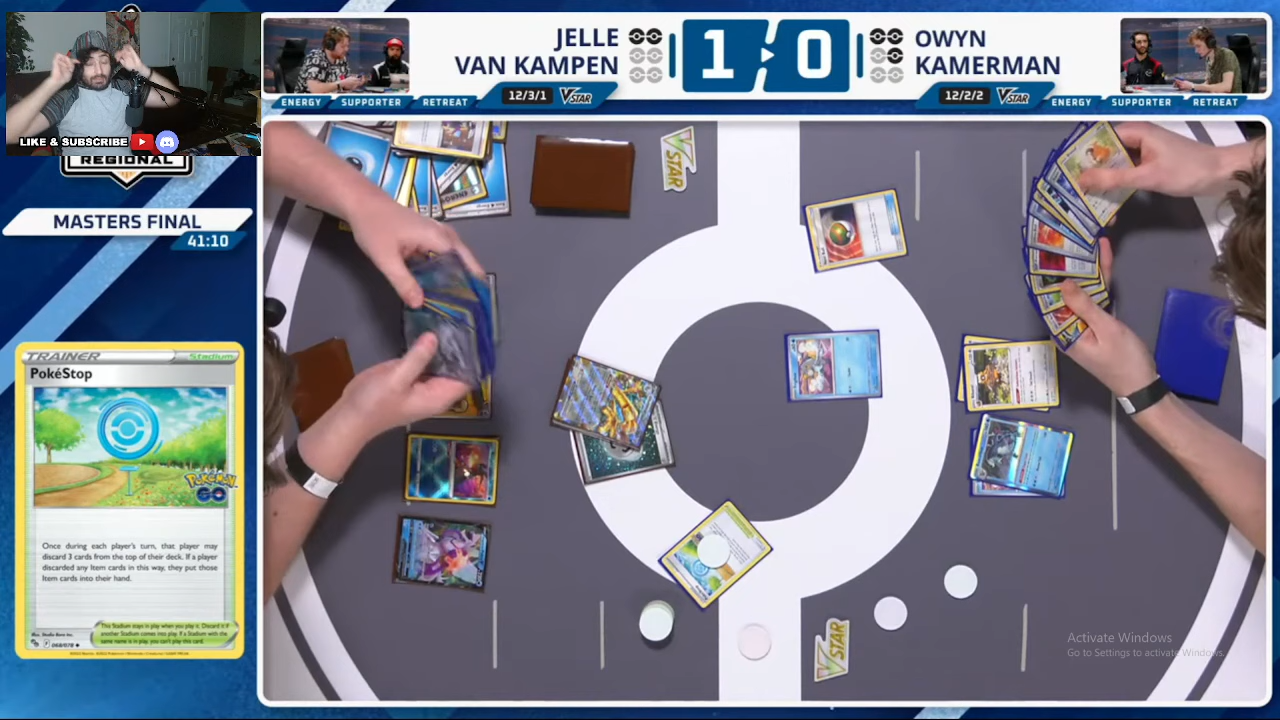 LIKE & SUBSCRIBE
REGIONAL
MASTERS FINAL
41:10
JELLE
VAN KAMPEN
12/3/1
VSTAR
ENERGY
SUPPORTER
RETREAT
1
0
OWYN
KAMERMAN
12/2/2
VSTAR
ENERGY
SUPPORTER
RETREAT
TRAINER
Stadium
PokéStop
POKÉMON
GO
Once during each player's turn, that player may
discard 3 cards from the top of their deck. If a player
discarded any Item cards in this way, they put those
Item cards into their hand.
This Stadium stays in play when you play it. Discard it if
another Stadium comes into play. If a Stadium with the
same name is in play, you can't play this card.
068/078
VSTAR
VSTAR
ENERGY
Activate Windows
Go to Settings to activate Windows.